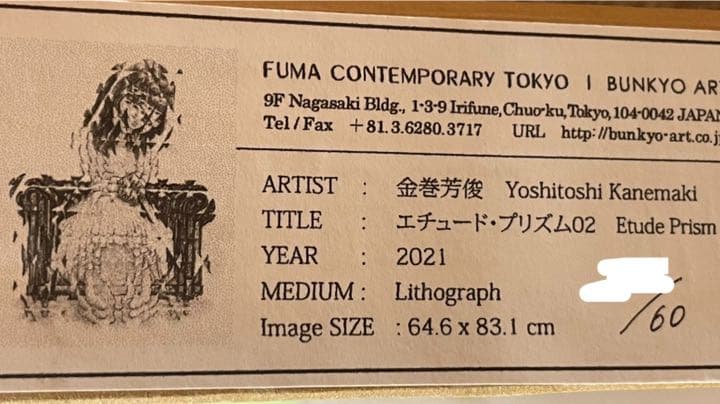 FUMA CONTEMPORARY TOKYO | BUNKYO AR
9F Nagasaki Bldg., 1-3-9 Irifune, Chuo-ku, Tokyo, 104-0042 JAPAN
Tel / Fax +81.3.6280.3717 URL http://bunkyo-art.co.j
ARTIST : 金巻芳俊 Yoshitoshi Kanemaki
TITLE : エチュード・プリズム02 Etude Prism
YEAR : 2021
MEDIUM : Lithograph
/60
Image SIZE : 64.6 x 83.1 cm